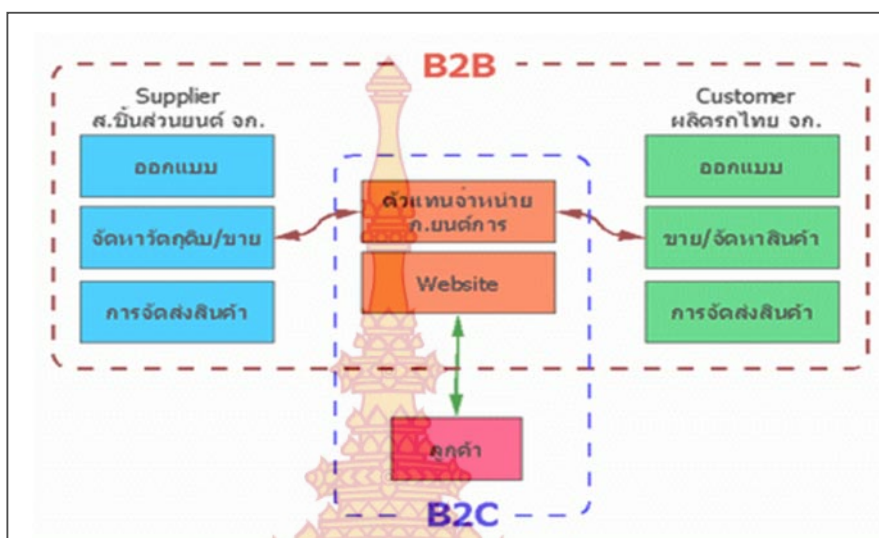 B2B
Supplier
ส.ชิ้นส่วนยนต์ จก.
ออกแบบ
จัดหาวัตถุดิบ/ขาย
การจัดส่งสินค้า
ตัวแทนจำหน่าย
ก.ยนต์การ
Website
Customer
ผลิตรถไทย จก.
ออกแบบ
ขาย/จัดหาสินค้า
การจัดส่งสินค้า
ลูกค้า
B2C